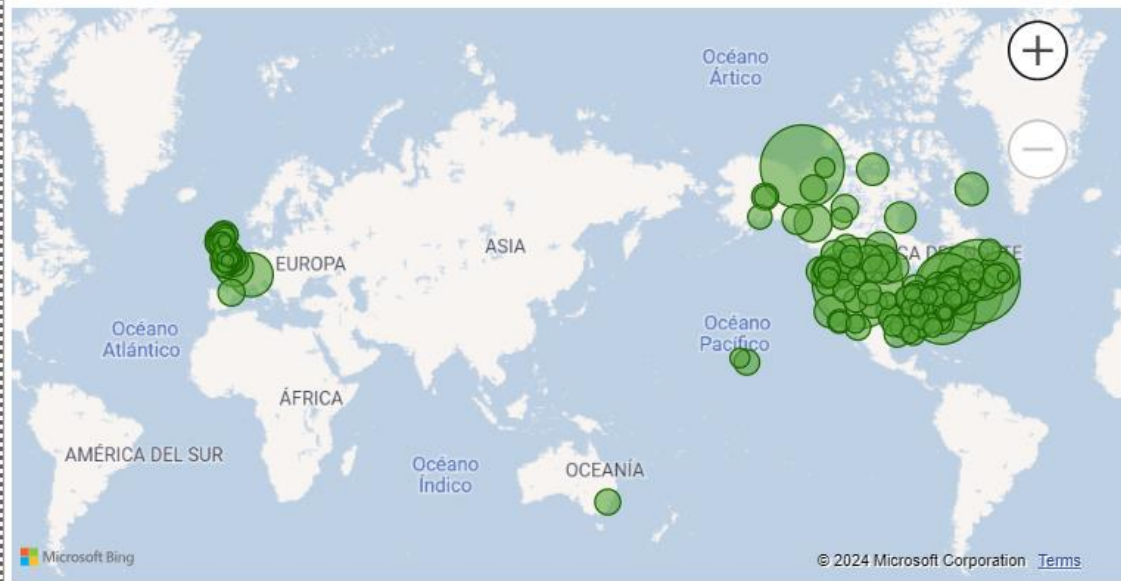 Océano
Ártico
+
−
ASIA
EUROPA
Océano
Atlántico
Océano
Pacífico
ÁFRICA
AMÉRICA DEL SUR
Océano
Índico
OCEANÍA
Microsoft Bing
© 2024 Microsoft Corporation Terms